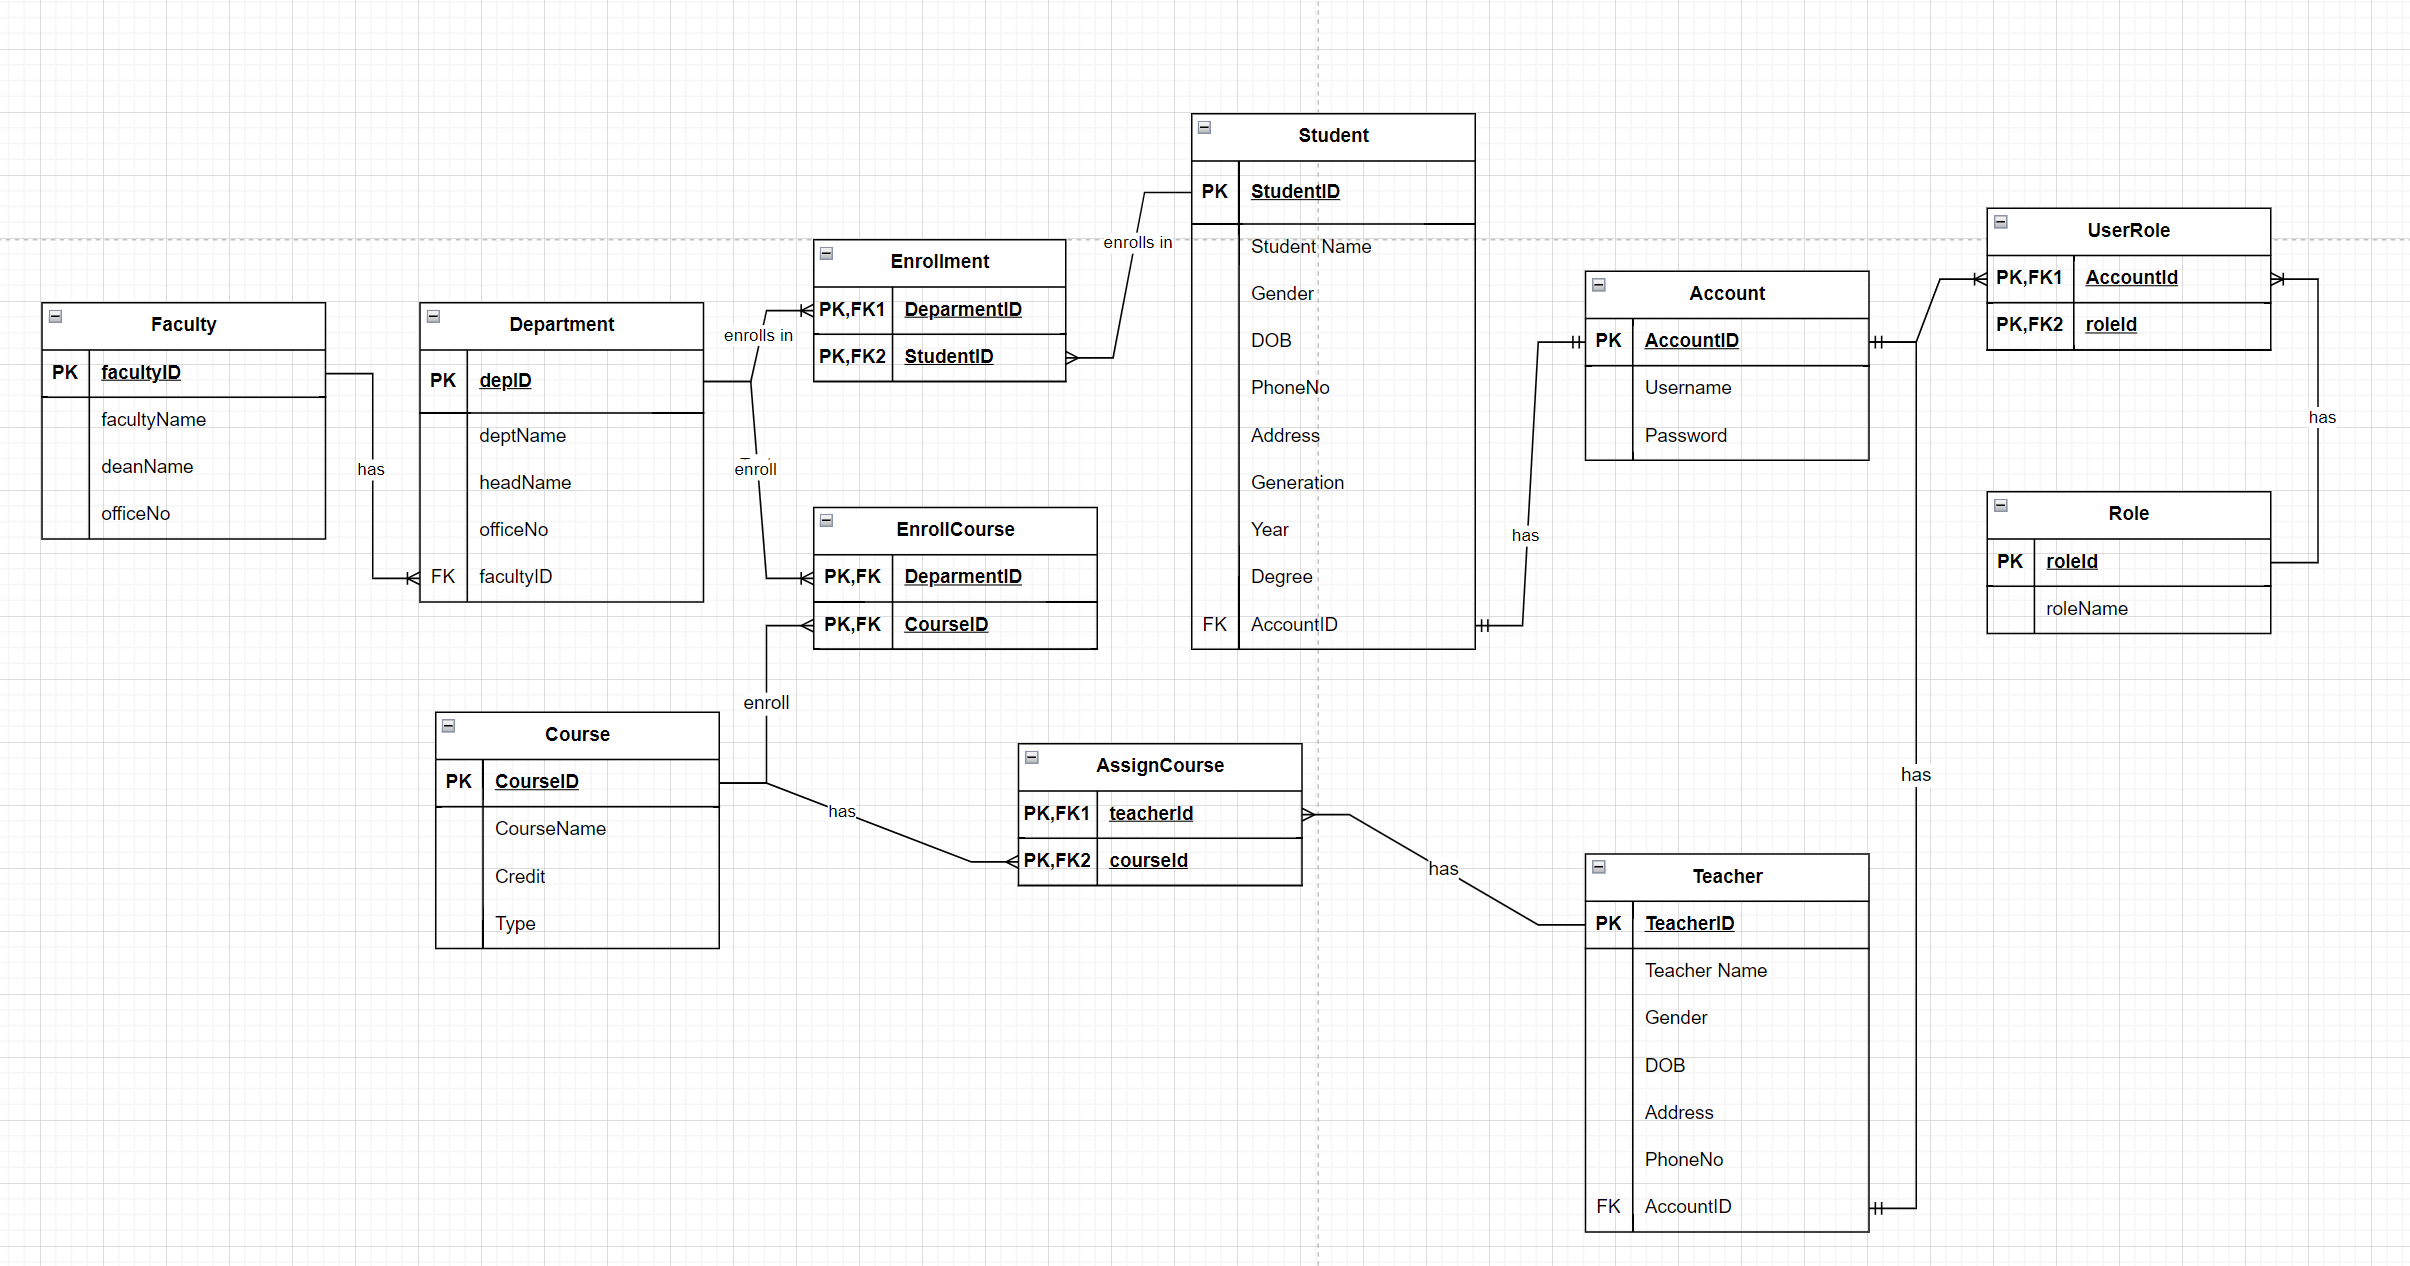 Faculty
PK facultyID
facultyName
deanName
officeNo
has
Department
PK depID
deptName
headName
officeNo
FK facultyID
enrolls in
enroll
Enrollment
PK,FK1 DeparmentID
PK,FK2 StudentID
EnrollCourse
PK,FK DeparmentID
PK,FK CourseID
enroll
Course
PK CourseID
CourseName
Credit
Type
has
AssignCourse
PK,FK1 teacherId
PK,FK2 courseId
has
enrolls in
Student
PK StudentID
Student Name
Gender
DOB
PhoneNo
Address
Generation
Year
Degree
FK AccountID
has
Account
PK AccountID
Username
Password
UserRole
PK,FK1 AccountId
PK,FK2 roleId
has
Role
PK roleId
roleName
has
Teacher
PK TeacherID
Teacher Name
Gender
DOB
Address
PhoneNo
FK AccountID